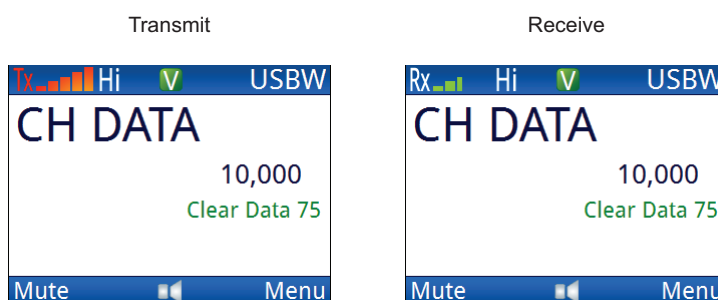 Transmit
Tx Hi V USBW
CH DATA
10,000
Clear Data 75
Mute Menu
Receive
Rx Hi V USBW
CH DATA
10,000
Clear Data 75
Mute Menu